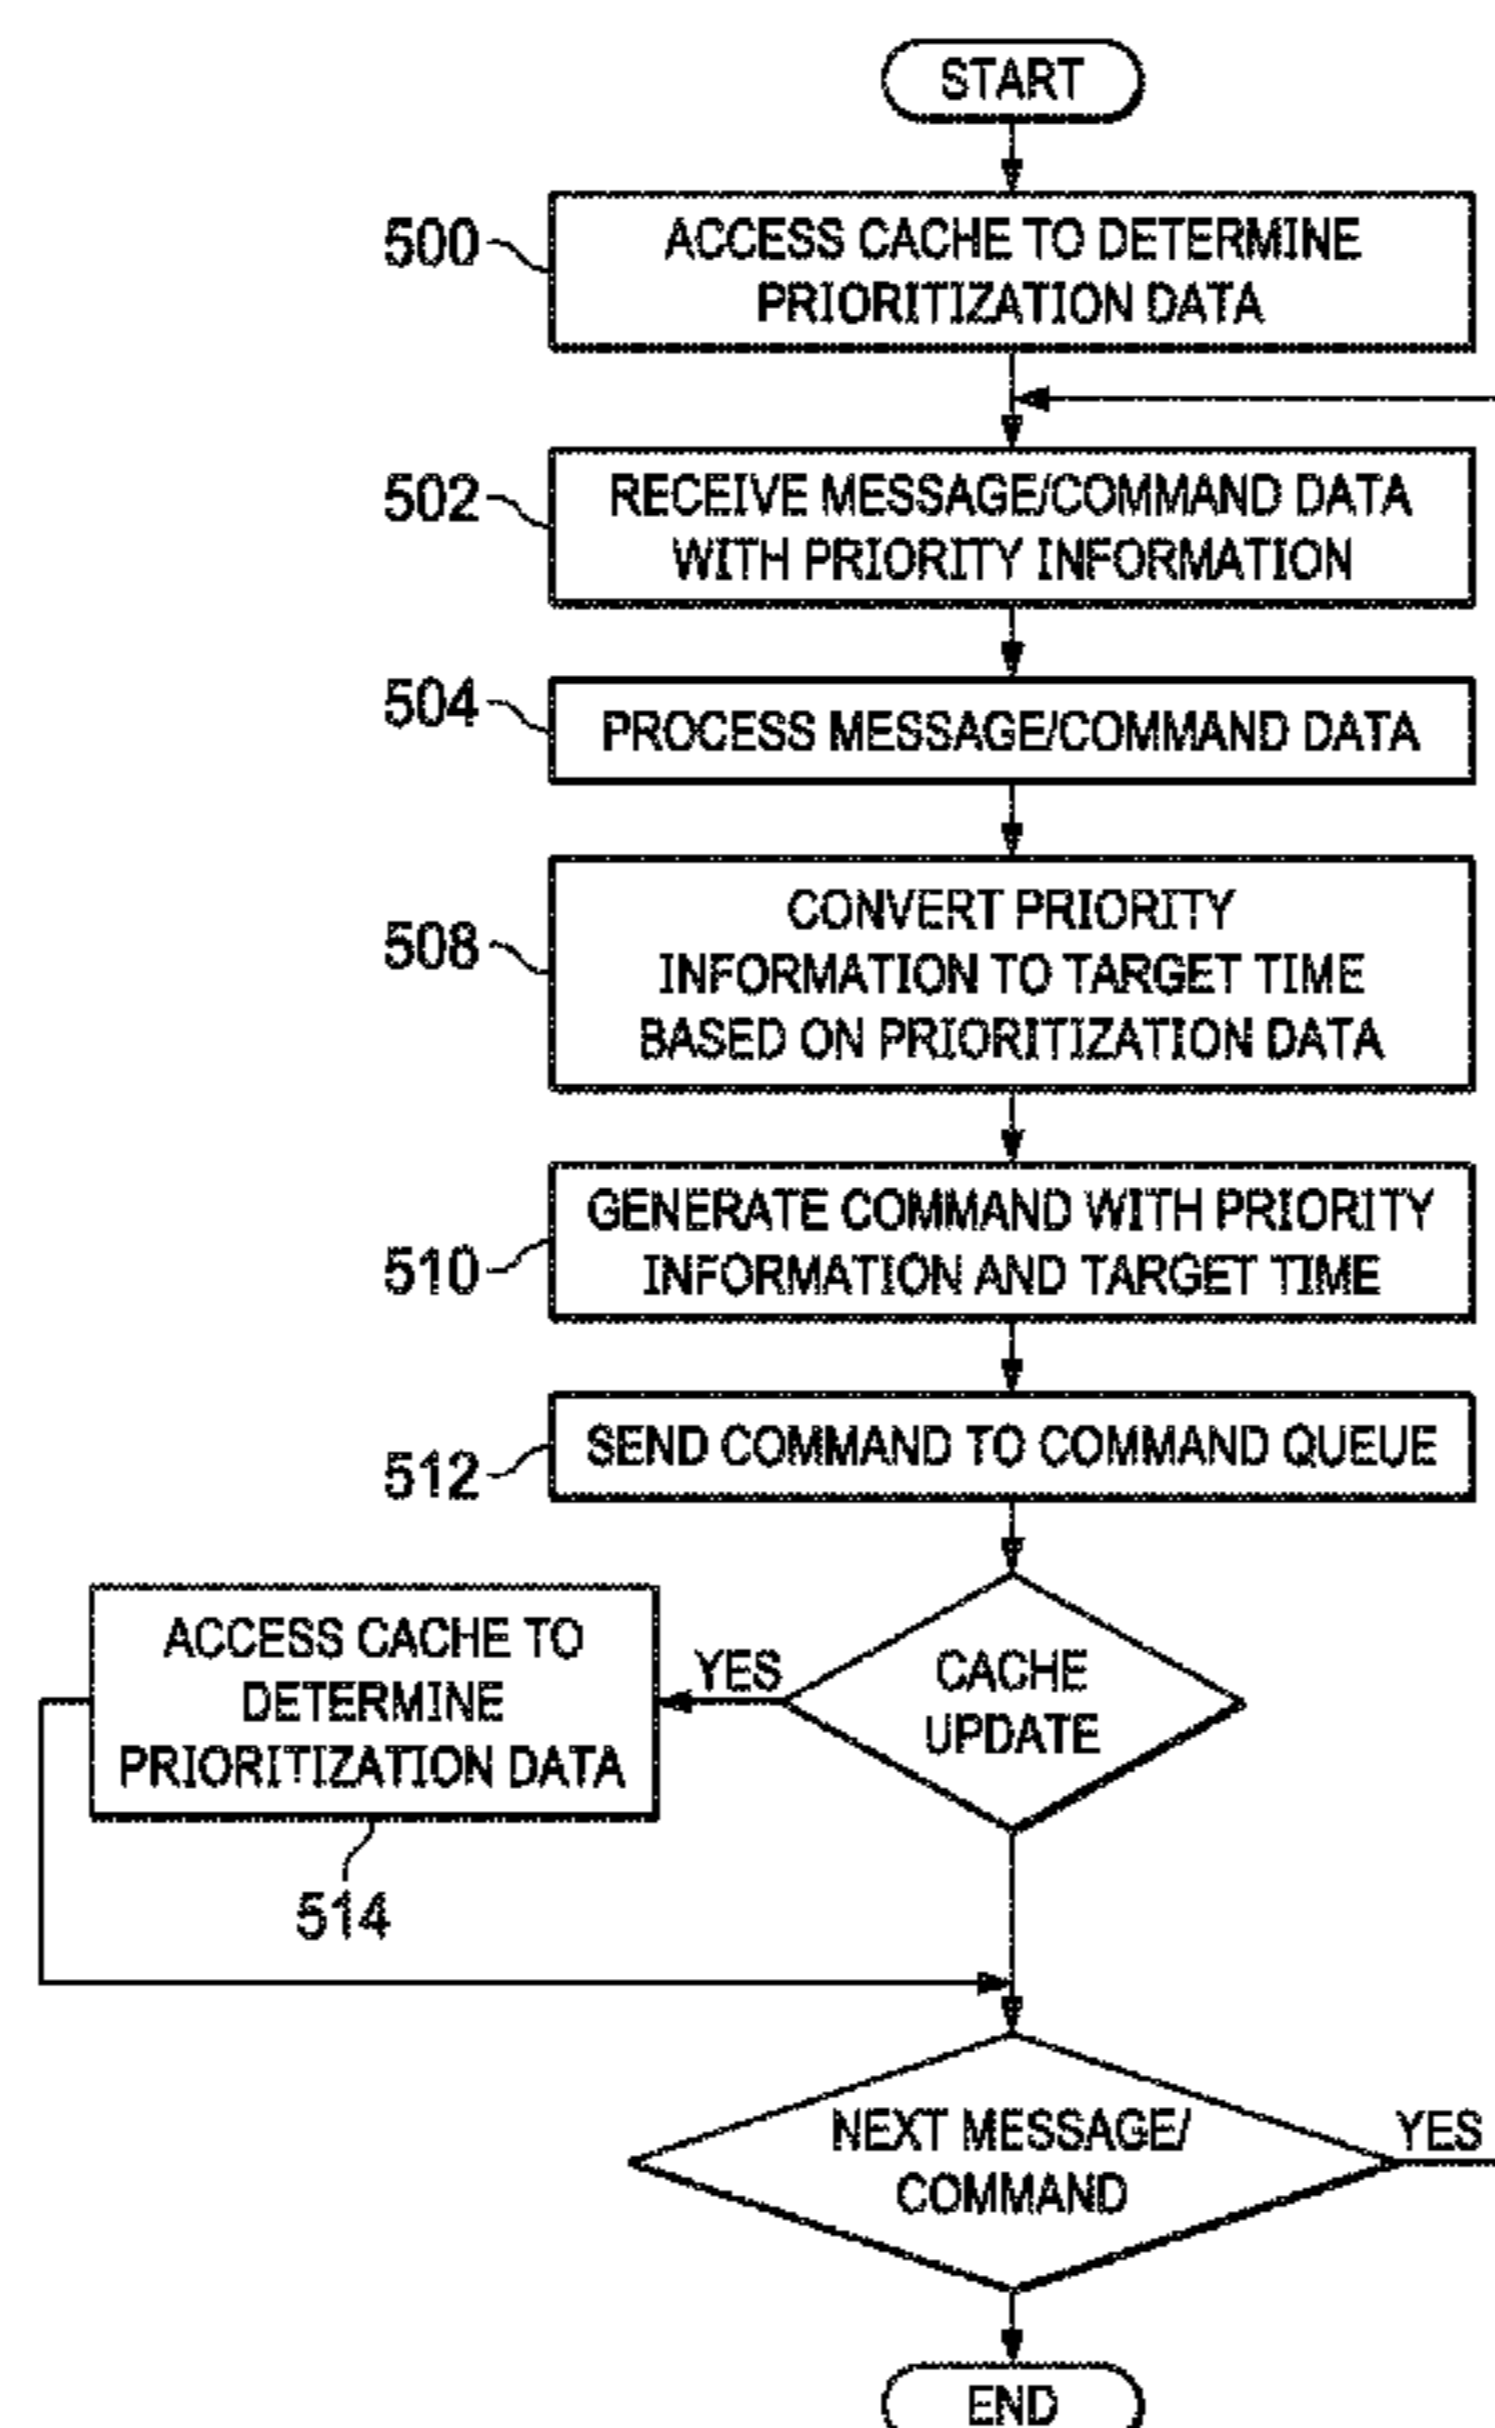 START
500
ACCESS CACHE TO DETERMINE
PRIORITIZATION DATA
502
RECEIVE MESSAGE/COMMAND DATA
WITH PRIORITY INFORMATION
504
PROCESS MESSAGE/COMMAND DATA
508
CONVERT PRIORITY
INFORMATION TO TARGET TIME
BASED ON PRIORITIZATION DATA
510
GENERATE COMMAND WITH PRIORITY
INFORMATION AND TARGET TIME
512
SEND COMMAND TO COMMAND QUEUE
CACHE
UPDATE
YES
ACCESS CACHE TO
DETERMINE
PRIORITIZATION DATA
514
NEXT MESSAGE/
COMMAND
YES
END